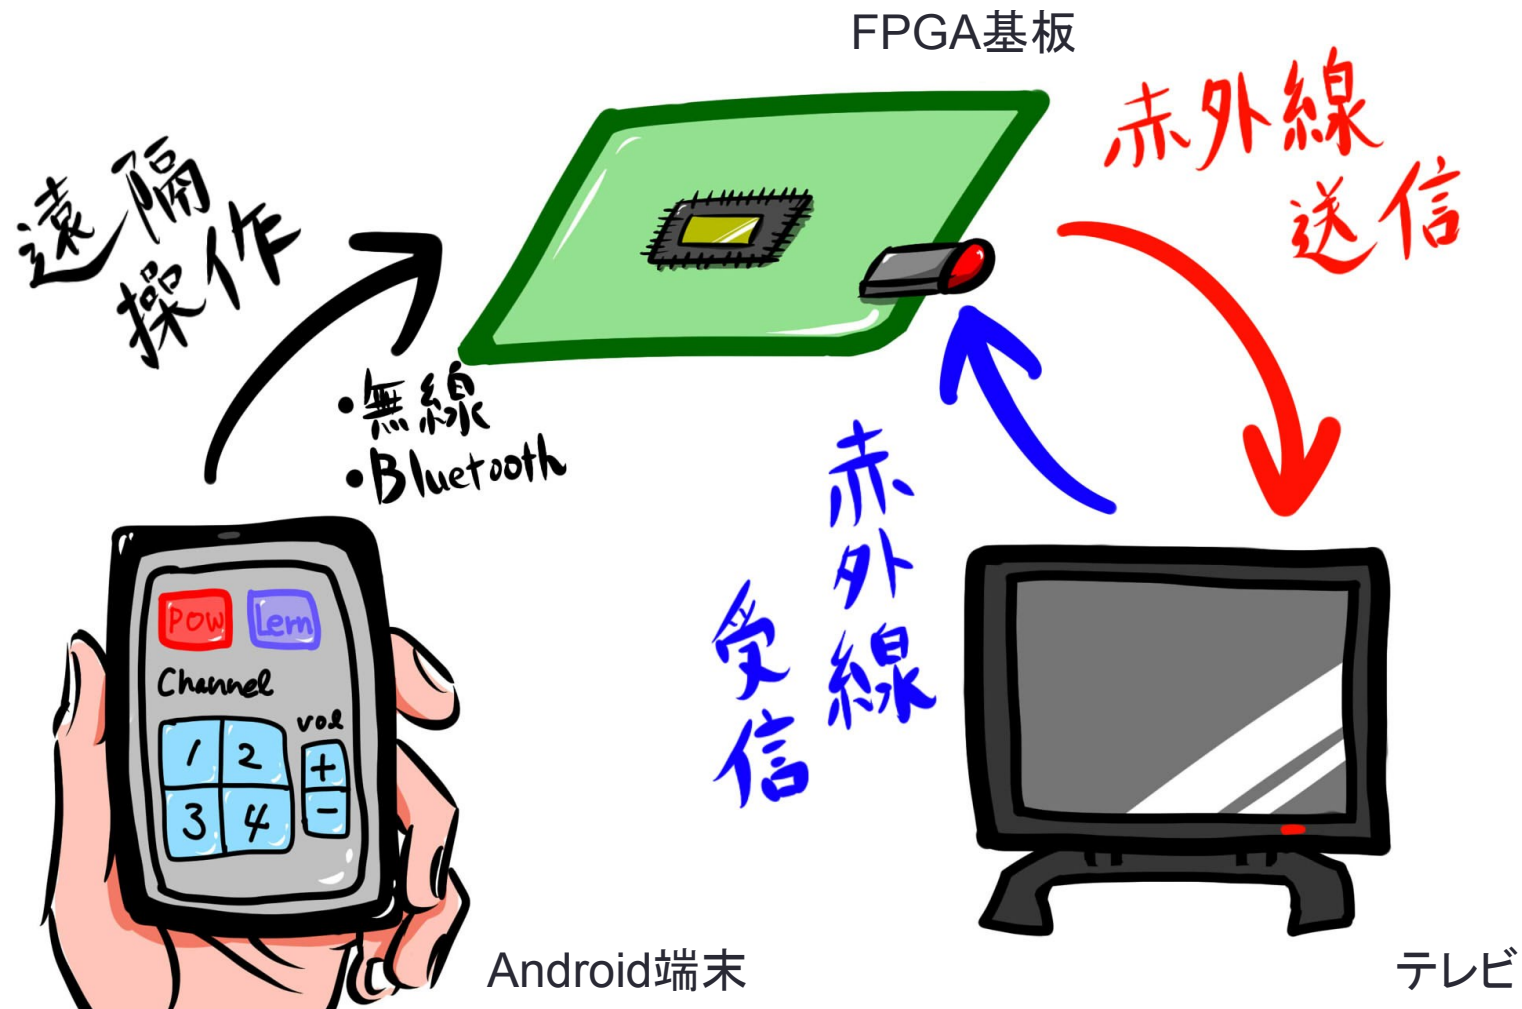 FPGA基板
遠隔
操作
赤外線
送信
・無線
・Bluetooth
赤外線
受信
POW
Lern
Channel
vol
1 2
+
3 4
-
Android端末
テレビ